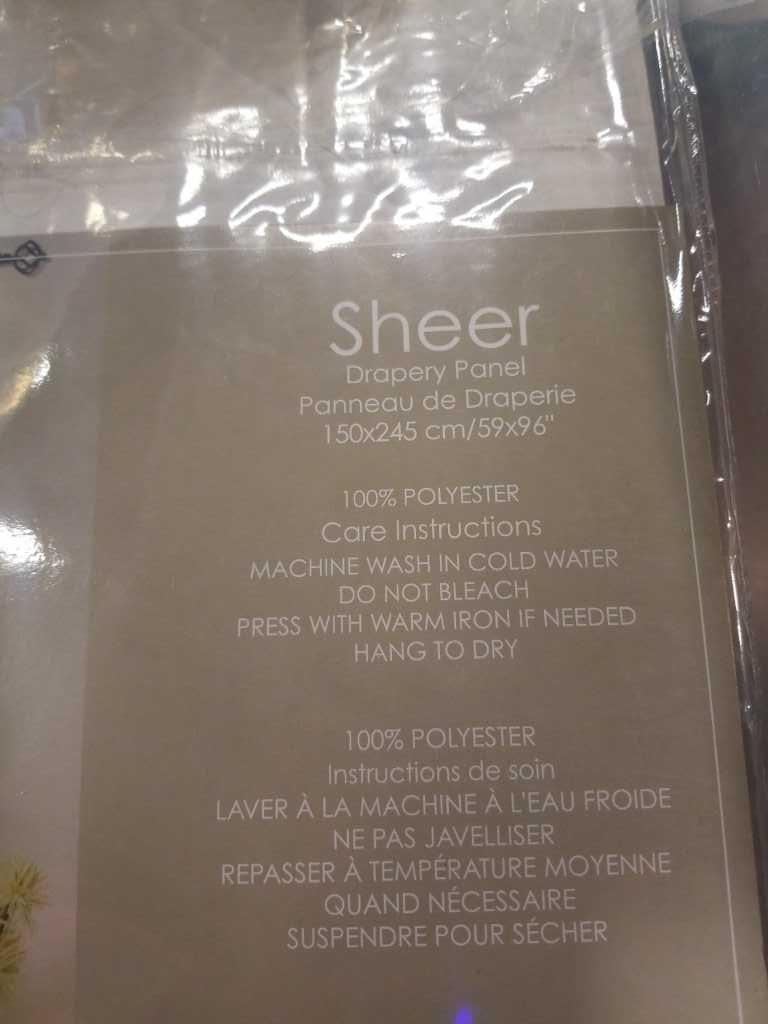 Sheer
Drapery Panel
Panneau de Draperie
150x245 cm/59x96"
100% POLYESTER
Care Instructions
MACHINE WASH IN COLD WATER
DO NOT BLEACH
PRESS WITH WARM IRON IF NEEDED
HANG TO DRY
100% POLYESTER
Instructions de soin
LAVER À LA MACHINE À L'EAU FROIDE
NE PAS JAVELLISER
REPASSER À TEMPÉRATURE MOYENNE
QUAND NÉCESSAIRE
SUSPENDRE POUR SÉCHER